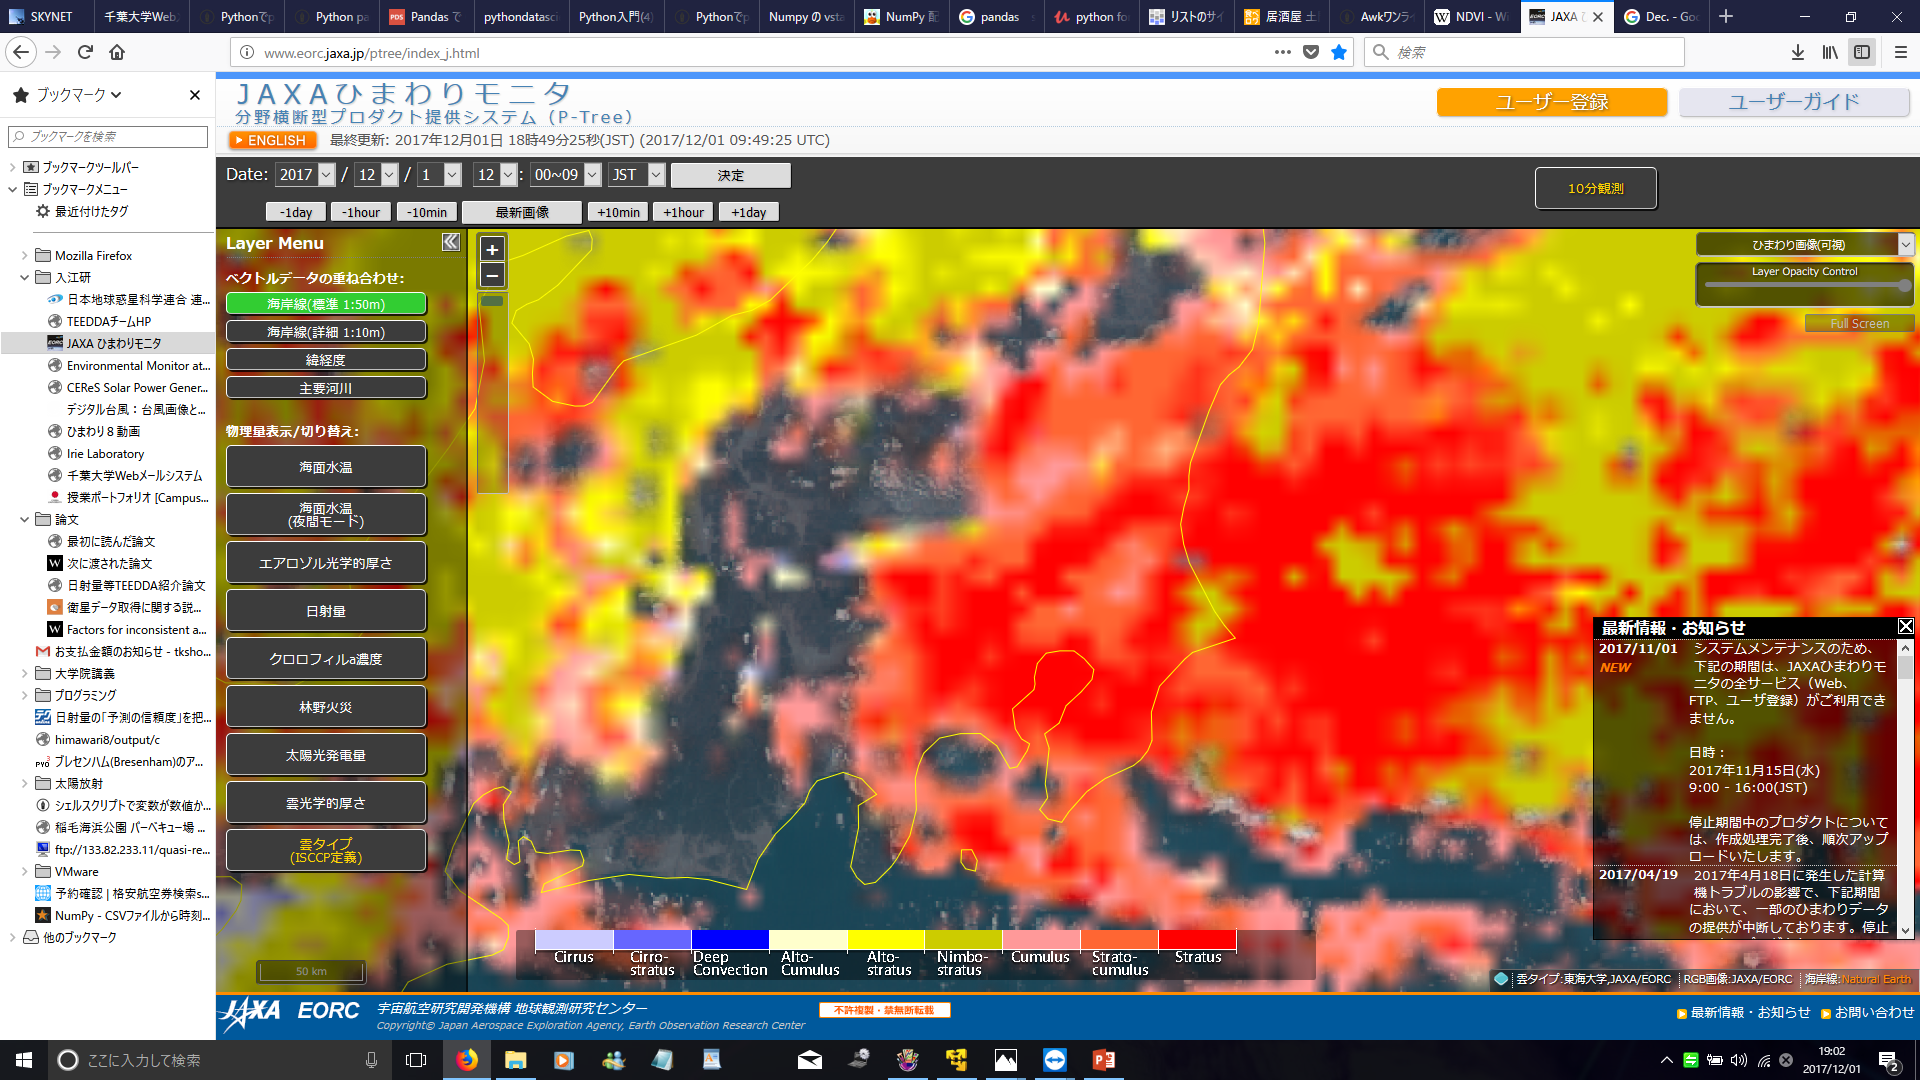 SKYNET
千葉大学Web
Pythonでp
Python pa
Pandas で
pythondatasci
Python入門(4)
Pythonでp
Numpy の vsta
NumPy 配
pandas
python fo
リストのサイ
居酒屋 土
Awkワンライ
NDVI - Wi
JAXA ひ
Dec. - Goo
www.eorc.jaxa.jp/ptree/index_j.html
検索
ブックマーク
ブックマークを検索
ブックマークツールバー
ブックマークメニュー
最近付けたタグ
Mozilla Firefox
入江研
日本地球惑星科学連合 連...
TEEDDAチームHP
JAXA ひまわりモニタ
Environmental Monitor at...
CEReS Solar Power Gener...
デジタル台風：台風画像と...
ひまわり８動画
Irie Laboratory
千葉大学Webメールシステム
授業ポートフォリオ [Campus...
論文
最初に読んだ論文
次に渡された論文
日射量等TEEDDA紹介論文
衛星データ取得に関する説...
Factors for inconsistent a...
お支払金額のお知らせ - tksho...
大学院講義
プログラミング
日射量の｢予測の信頼度｣を把...
himawari8/output/c
ブレセンハム(Bresenham)のア...
太陽放射
シェルスクリプトで変数が数値か...
稲毛海浜公園 バーベキュー場 ...
ftp://133.82.233.11/quasi-re...
VMware
予約確認 | 格安航空券検索s...
NumPy - CSVファイルから時刻...
他のブックマーク
JAXAひまわりモニタ
分野横断型プロダクト提供システム（P-Tree）
ユーザー登録
ユーザーガイド
ENGLISH
最終更新: 2017年12月01日 18時49分25秒(JST) (2017/12/01 09:49:25 UTC)
Date: 2017 / 12 / 1 12 : 00~09 JST 決定
-1day -1hour -10min 最新画像 +10min +1hour +1day
10分観測
Layer Menu
ベクトルデータの重ね合わせ:
海岸線(標準 1:50m)
海岸線(詳細 1:10m)
緯経度
主要河川
物理量表示/切り替え:
海面水温
海面水温
(夜間モード)
エアロゾル光学的厚さ
日射量
クロロフィルa濃度
林野火災
太陽光発電量
雲光学的厚さ
雲タイプ
(ISCCP定義)
50 km
+
−
ひまわり画像(可視)
Layer Opacity Control
Full Screen
最新情報・お知らせ
2017/11/01
NEW
システムメンテナンスのため、
下記の期間は、JAXAひまわりモ
ニタの全サービス（Web、
FTP、ユーザ登録）がご利用でき
ません。
日時：
2017年11月15日(水)
9:00 - 16:00(JST)
停止期間中のプロダクトについて
は、作成処理完了後、順次アップ
ロードいたします。
2017/04/19
2017年4月18日に発生した計算
機トラブルの影響で、下記期間
において、一部のひまわりデータ
の提供が中断しております。停止
Cirrus
Cirro-
stratus
Deep
Convection
Alto-
Cumulus
Alto-
stratus
Nimbo-
stratus
Cumulus
Strato-
cumulus
Stratus
雲タイプ:東海大学,JAXA/EORC
RGB画像:JAXA/EORC
海岸線:Natural Earth
JAXA EORC
宇宙航空研究開発機構 地球観測研究センター
Copyright© Japan Aerospace Exploration Agency, Earth Observation Research Center
不許複製・禁無断転載
最新情報・お知らせ
お問い合わせ
ここに入力して検索
19:02
2017/12/01
2